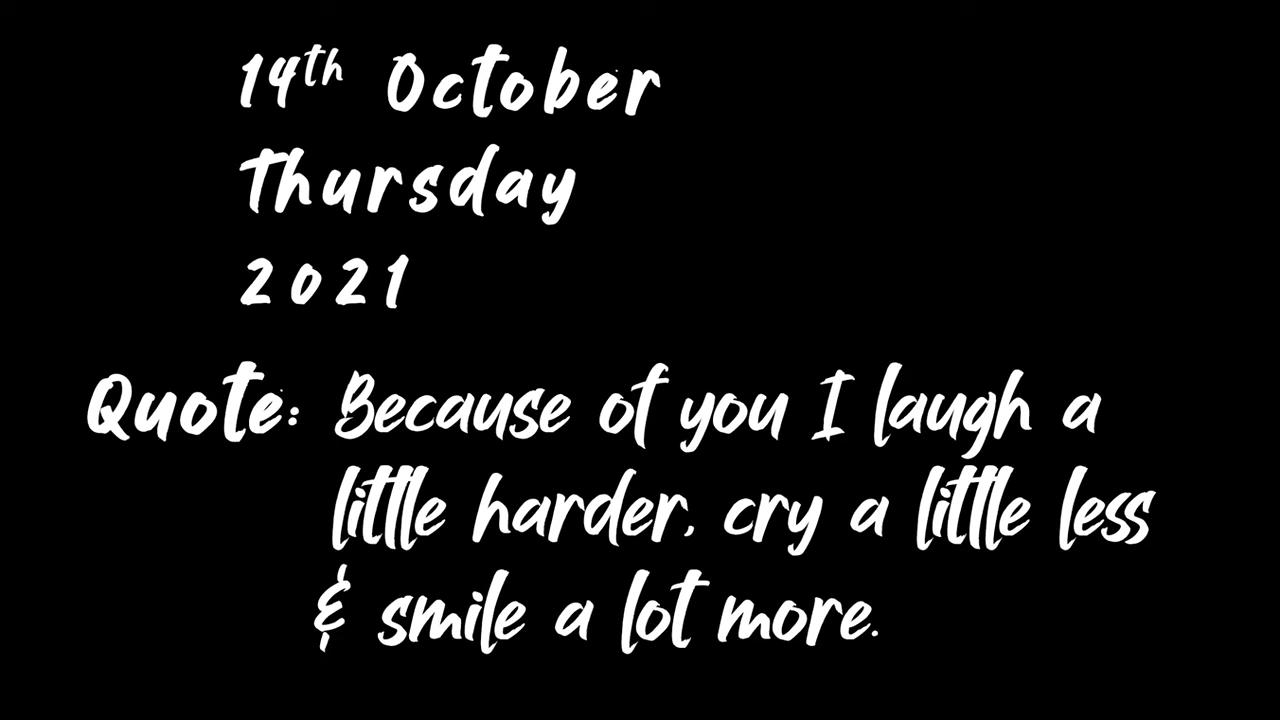 14th October
Thursday
2021
Quote: Because of you I laugh a
little harder, cry a little less
& smile a lot more.